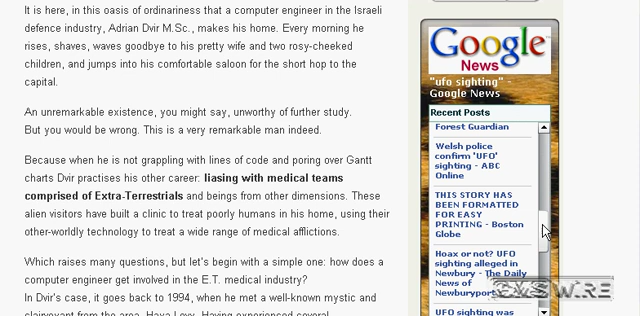 It is here, in this oasis of ordinariness that a computer engineer in the Israeli
defence industry, Adrian Dvir M.Sc., makes his home. Every morning he
rises, shaves, waves goodbye to his pretty wife and two rosy-cheeked
children, and jumps into his comfortable saloon for the short hop to the
capital.
An unremarkable existence, you might say, unworthy of further study.
But you would be wrong. This is a very remarkable man indeed.
Because when he is not grappling with lines of code and poring over Gantt
charts Dvir practises his other career: liasing with medical teams
comprised of Extra-Terrestrials and beings from other dimensions. These
alien visitors have built a clinic to treat poorly humans in his home, using their
other-worldly technology to treat a wide range of medical afflictions.
Which raises many questions, but let's begin with a simple one: how does a
computer engineer get involved in the E.T. medical industry?
In Dvir's case, it goes back to 1994, when he met a well-known mystic and
clairvoyant from the area, Haya Levy. Having experienced several
Google
News
"ufo sighting" -
Google News
Recent Posts
Forest Guardian
Welsh police
confirm 'UFO'
sighting - ABC
Online
THIS STORY HAS
BEEN FORMATTED
FOR EASY
PRINTING - Boston
Globe
Hoax or not? UFO
sighting alleged in
Newbury - The Daily
News of
Newburyport
UFO sighting was